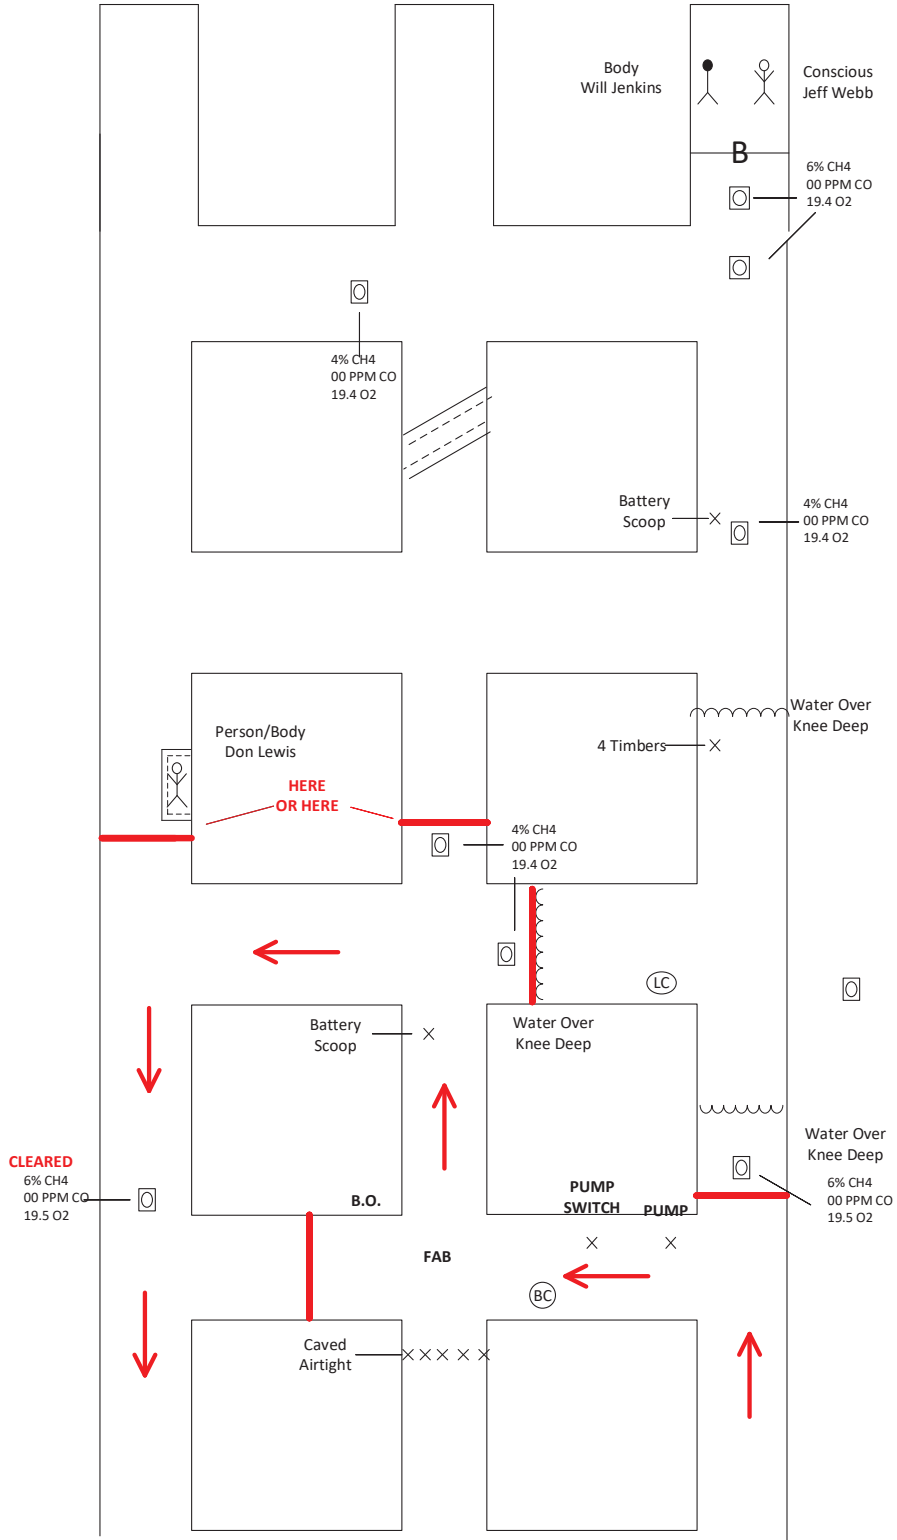 Body
Will Jenkins
Conscious
Jeff Webb
B
6% CH4
00 PPM CO
19.4 O2
4% CH4
00 PPM CO
19.4 O2
Battery
Scoop
4% CH4
00 PPM CO
19.4 O2
Person/Body
Don Lewis
HERE
OR HERE
4 Timbers
Water Over
Knee Deep
4% CH4
00 PPM CO
19.4 O2
LC
Battery
Scoop
Water Over
Knee Deep
CLEARED
6% CH4
00 PPM CO
19.5 O2
B.O.
PUMP
SWITCH
PUMP
Water Over
Knee Deep
6% CH4
00 PPM CO
19.5 O2
FAB
BC
Caved
Airtight